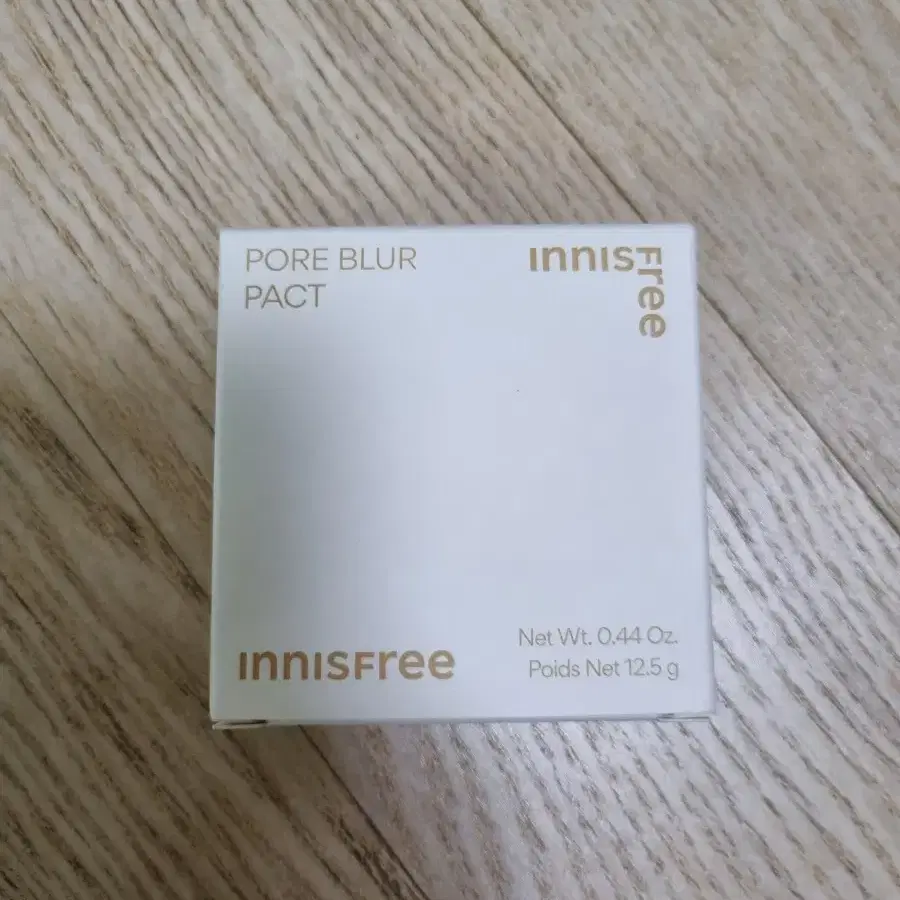 PORE BLUR
PACT
INNISFree
INNISFree
Net Wt. 0.44 Oz.
Poids Net 12.5 g